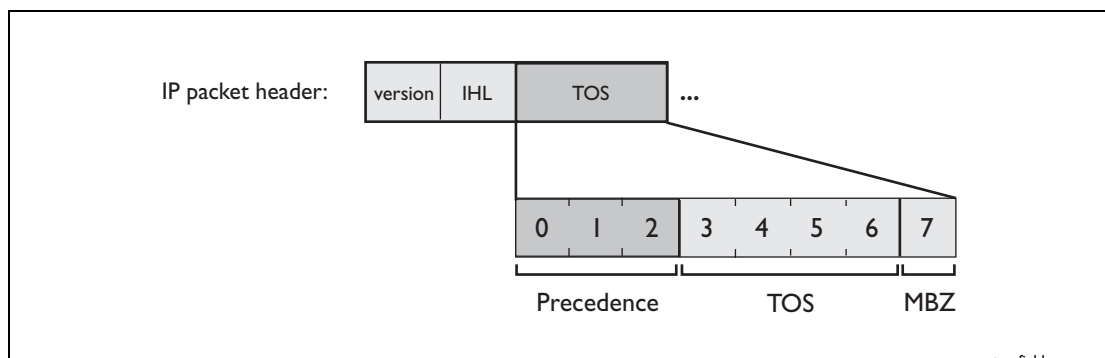 IP packet header: version IHL TOS ...
0 1 2 3 4 5 6 7
Precedence TOS MBZ